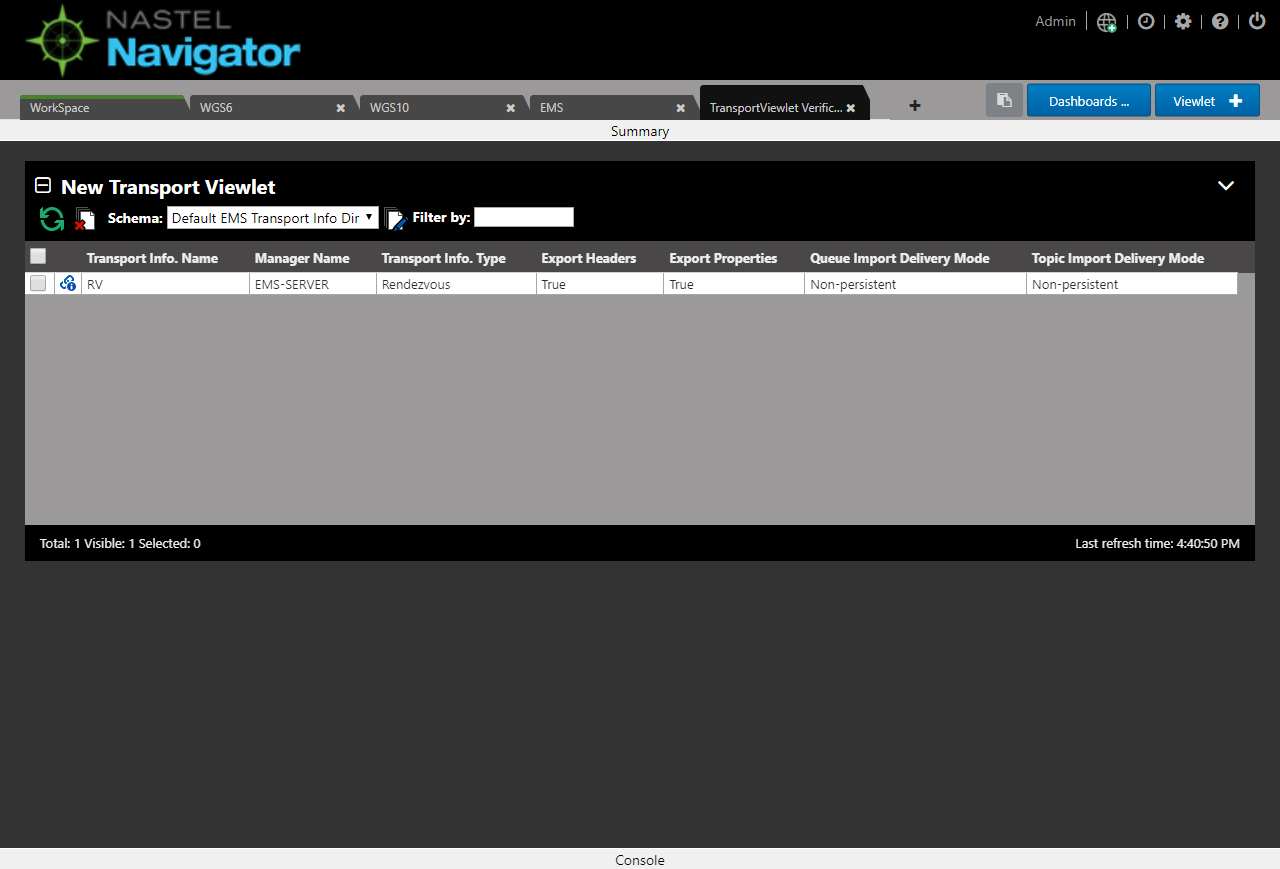 NASTEL
Navigator
Admin
WorkSpace WGS6 WGS10 EMS TransportViewlet Verific... Dashboards ... Viewlet
Summary
New Transport Viewlet
Schema: Default EMS Transport Info Dir Filter by:
Transport Info. Name Manager Name Transport Info. Type Export Headers Export Properties Queue Import Delivery Mode Topic Import Delivery Mode
RV EMS-SERVER Rendezvous True True Non-persistent Non-persistent
Total: 1 Visible: 1 Selected: 0 Last refresh time: 4:40:50 PM
Console